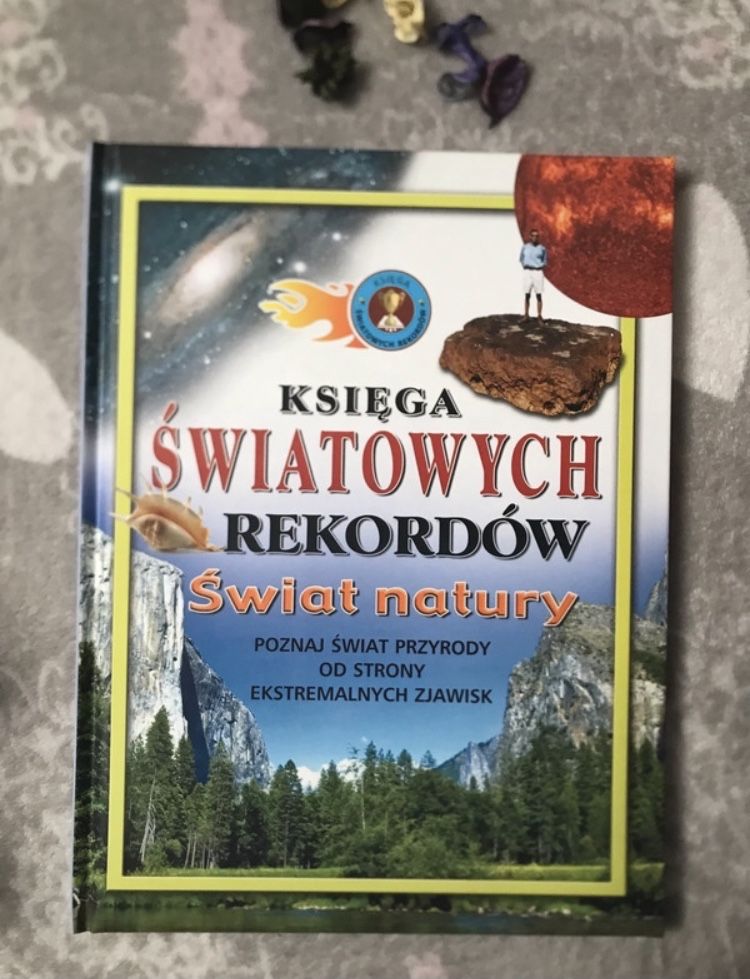 KSIĘGA
ŚWIATOWYCH REKORDÓW
KSIĘGA
ŚWIATOWYCH
REKORDÓW
Świat natury
POZNAJ ŚWIAT PRZYRODY
OD STRONY
EKSTREMALNYCH ZJAWISK